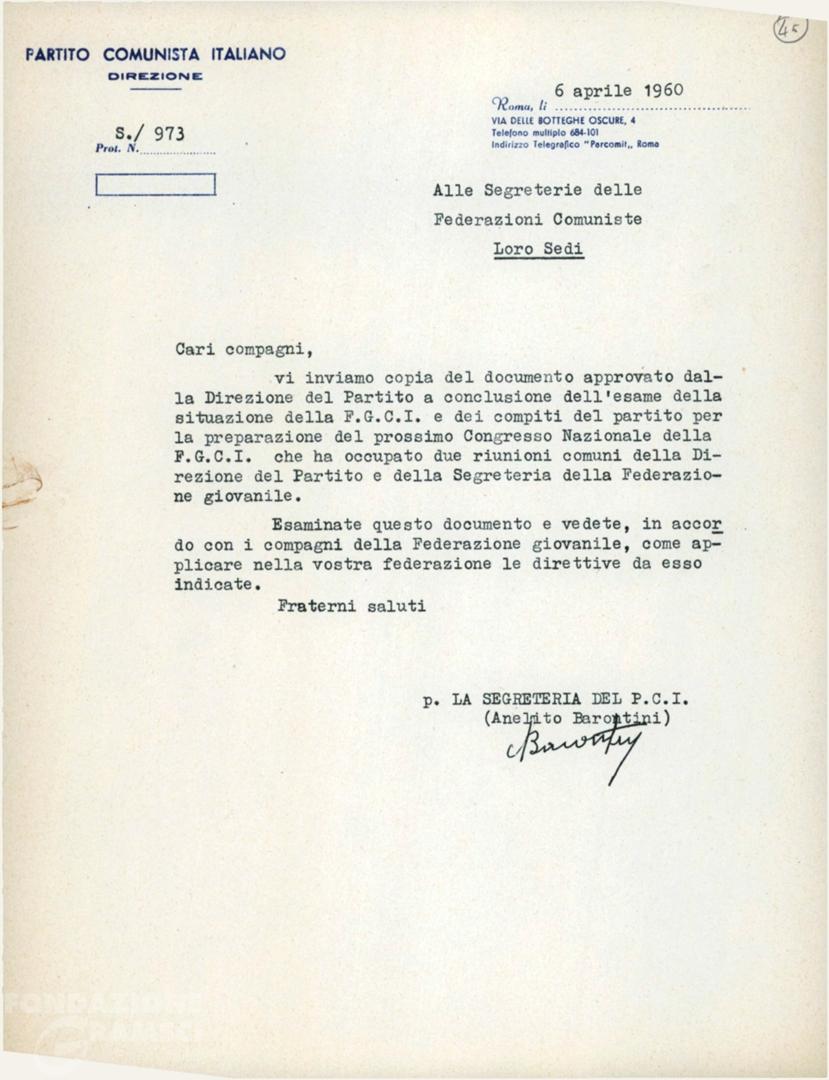 45
PARTITO COMUNISTA ITALIANO
DIREZIONE
6 aprile 1960
Roma, li
VIA DELLE BOTTEGHE OSCURE, 4
Telefono multiplo 684-101
Indirizzo Telegrafico "Parcomit„ Roma
S./ 973
Prot. N.
Alle Segreterie delle
Federazioni Comuniste
Loro Sedi
Cari compagni,
vi inviamo copia del documento approvato dal-
la Direzione del Partito a conclusione dell'esame della
situazione della F.G.C.I. e dei compiti del partito per
la preparazione del prossimo Congresso Nazionale della
F.G.C.I. che ha occupato due riunioni comuni della Di-
rezione del Partito e della Segreteria della Federazio-
ne giovanile.
Esaminate questo documento e vedete, in accor
do con i compagni della Federazione giovanile, come ap-
plicare nella vostra federazione le direttive da esso
indicate.
Fraterni saluti
p. LA SEGRETERIA DEL P.C.I.
(Anelito Barontini)
Barontini
FONDAZIONE
GRAMSCI